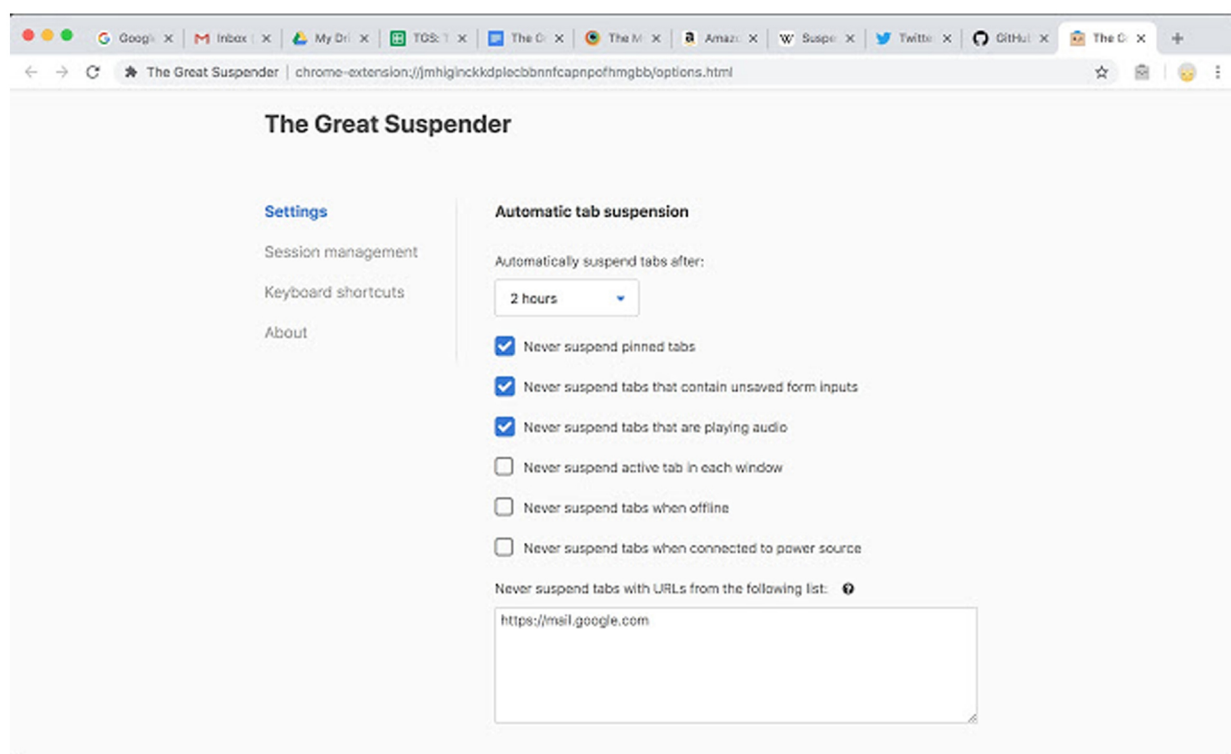 Googl Inbox ( My Dri TGS: T The G The M Amazo Suspe Twitte GitHub The G
The Great Suspender | chrome-extension://jmhiginckkdplecbbnnfcapnpofhmgbb/options.html
The Great Suspender
Settings
Session management
Keyboard shortcuts
About
Automatic tab suspension
Automatically suspend tabs after:
2 hours
Never suspend pinned tabs
Never suspend tabs that contain unsaved form inputs
Never suspend tabs that are playing audio
Never suspend active tab in each window
Never suspend tabs when offline
Never suspend tabs when connected to power source
Never suspend tabs with URLs from the following list:
https://mail.google.com